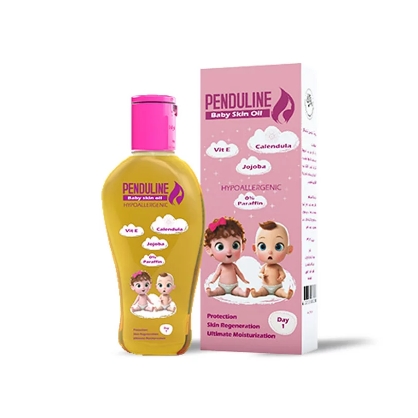 PENDULINE
Baby skin oil
HYPOALLERGENIC
Vit E
Calendula
Jojoba
0%
Paraffin
PENDULINE
Baby Skin Oil
Vit E
Calendula
Jojoba
HYPOALLERGENIC
0%
Paraffin
Protection
Skin Regeneration
Ultimate Moisturization
Day
1